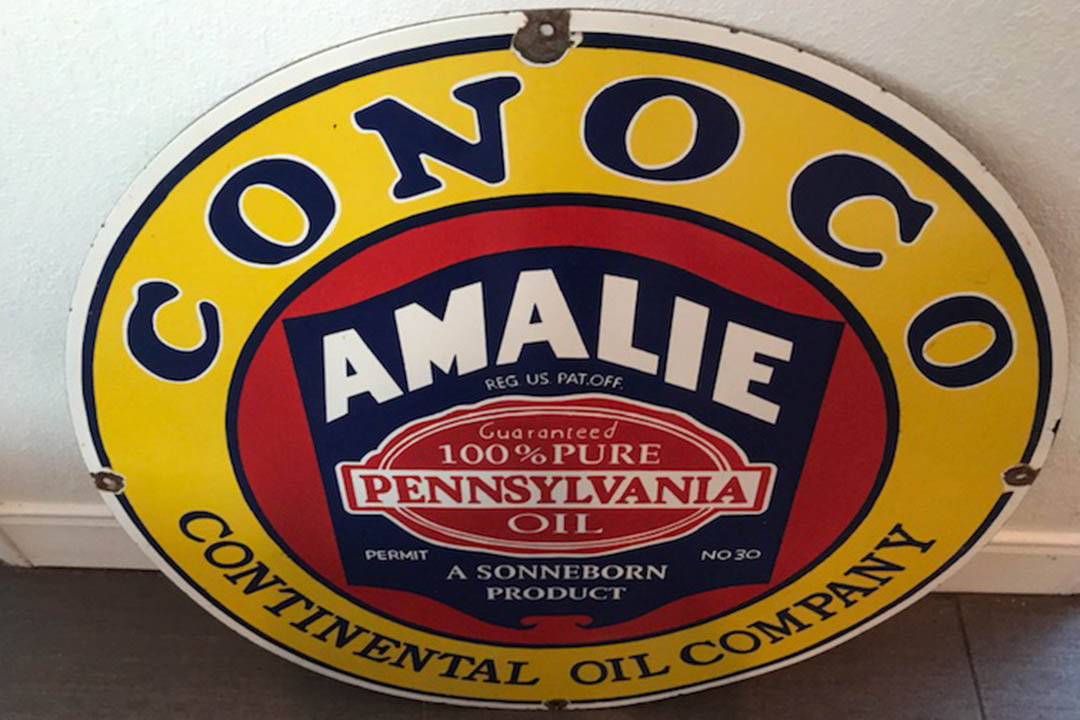 CONOCO
AMALIE
REG. US. PAT. OFF.
Guaranteed
100% PURE
PENNSYLVANIA
OIL
PERMIT NO 30
A SONNEBORN
PRODUCT
CONTINENTAL OIL COMPANY